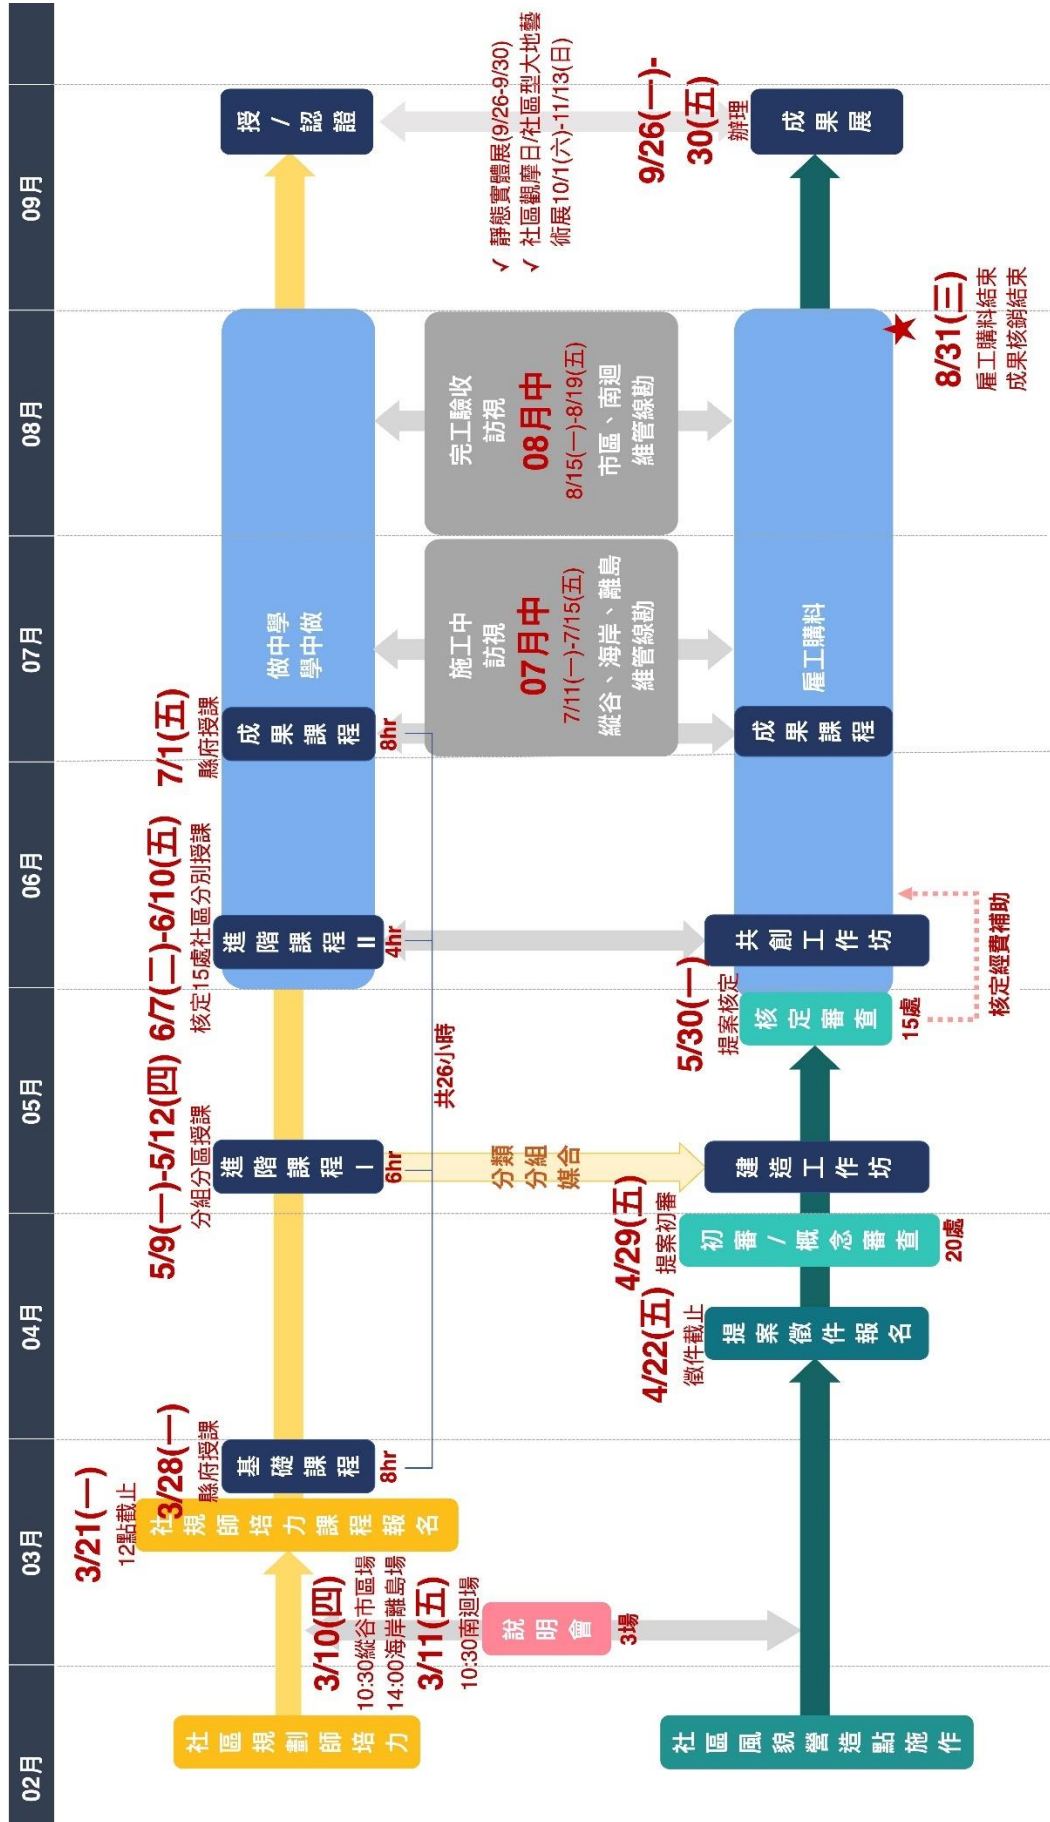 02月
03月
04月
05月
06月
07月
08月
09月
社區規劃師培力
3/10(四)
10:30縱谷市區場
14:00海岸離島場
3/11(五)
10:30南迴場
說明會
3場
3/21(一)
12點截止
社規師培力課程報名
3/28(一)
縣府授課
基礎課程
8hr
5/9(一)-5/12(四)
分組分區授課
進階課程I
6hr
共26小時
分類
分組
媒合
6/7(二)-6/10(五)
核定15處社區分別授課
進階課程II
4hr
7/1(五)
縣府授課
成果課程
8hr
做中學
學中做
授/認證
施工中
訪視
07月中
7/11(一)-7/15(五)
縱谷、海岸、離島
維管線勘
完工驗收
訪視
08月中
8/15(一)-8/19(五)
市區、南迴
維管線勘
✓ 靜態實體展(9/26-9/30)
✓ 社區觀摩日/社區型大地藝
術展10/1(六)-11/13(日)
社區風貌營造點施作
4/22(五)
徵件截止
提案徵件報名
4/29(五)
提案初審
初審/概念審查
20處
建造工作坊
5/30(一)
提案核定
核定審查
15處
核定經費補助
共創工作坊
成果課程
雇工購料
8/31(三)
雇工購料結束
成果核銷結束
9/26(一)-
30(五)
辦理
成果展